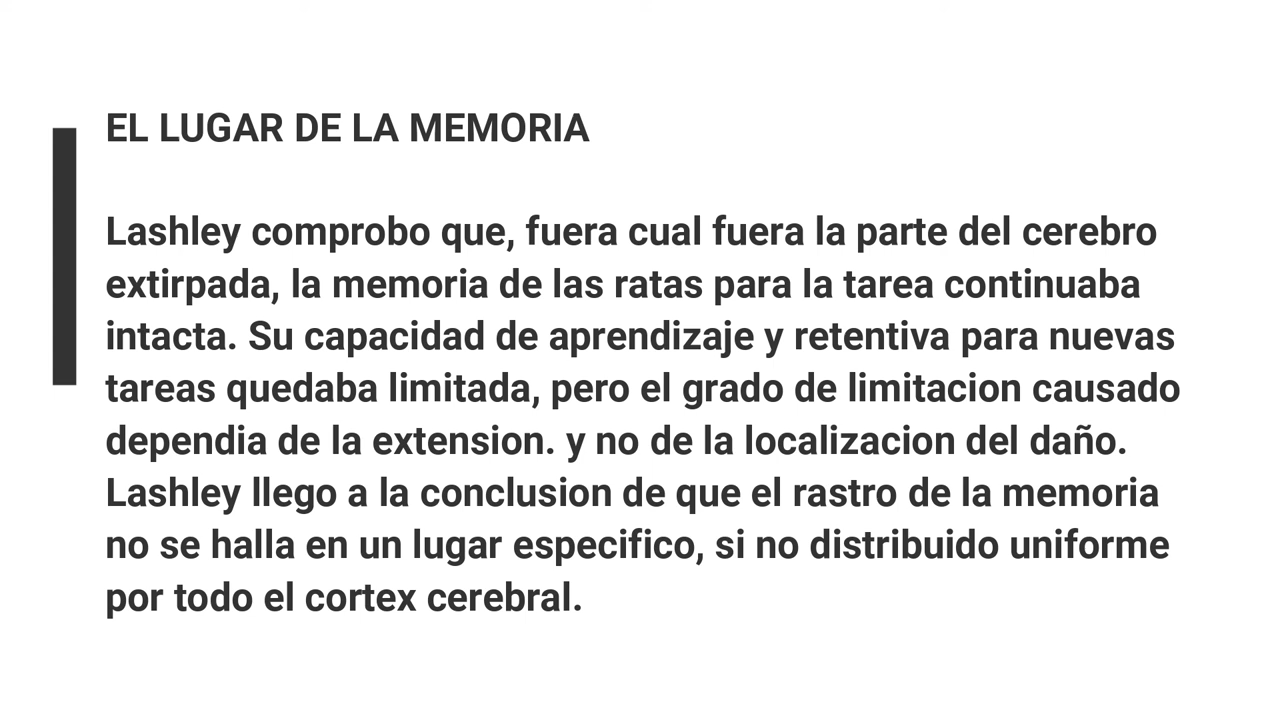 EL LUGAR DE LA MEMORIA
Lashley comprobo que, fuera cual fuera la parte del cerebro
extirpada, la memoria de las ratas para la tarea continuaba
intacta. Su capacidad de aprendizaje y retentiva para nuevas
tareas quedaba limitada, pero el grado de limitacion causado
dependia de la extension. y no de la localizacion del daño.
Lashley llego a la conclusion de que el rastro de la memoria
no se halla en un lugar especifico, si no distribuido uniforme
por todo el cortex cerebral.